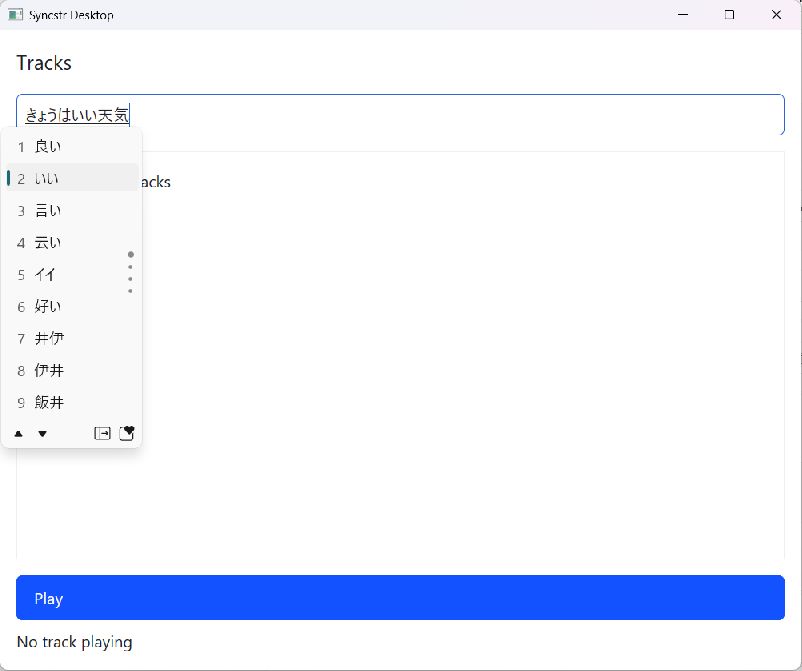 Syncstr Desktop
Tracks
きょうはいい天気
1 良い
2 いい
acks
3 言い
4 云い
5 イイ
6 好い
7 井伊
8 伊井
9 飯井
Play
No track playing